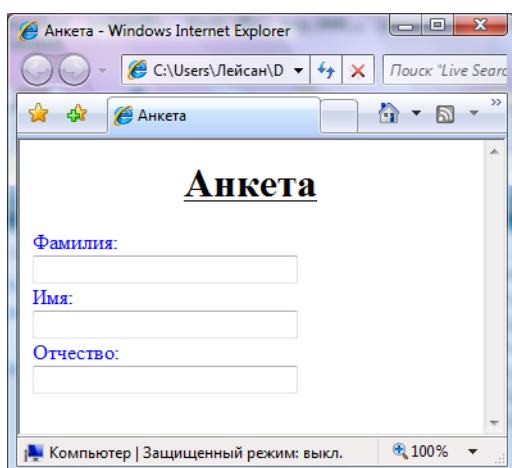 Анкета - Windows Internet Explorer
C:\Users\Лейсан\D
Поиск "Live Searc
Анкета
Анкета
Фамилия:
Имя:
Отчество:
Компьютер | Защищенный режим: выкл.
100%